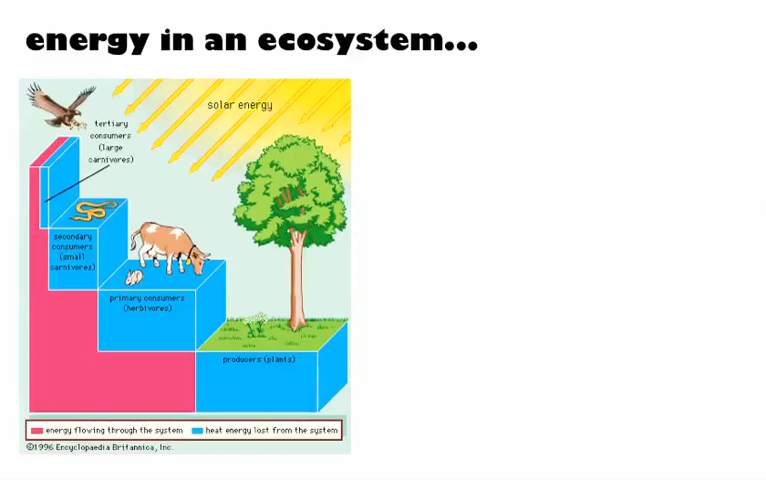 energy in an ecosystem...
solar energy
tertiary
consumers
(large
carnivores)
secondary
consumers
(small
carnivores)
primary consumers
(herbivores)
producers (plants)
energy flowing through the system
heat energy lost from the system
©1996 Encyclopaedia Britannica, Inc.